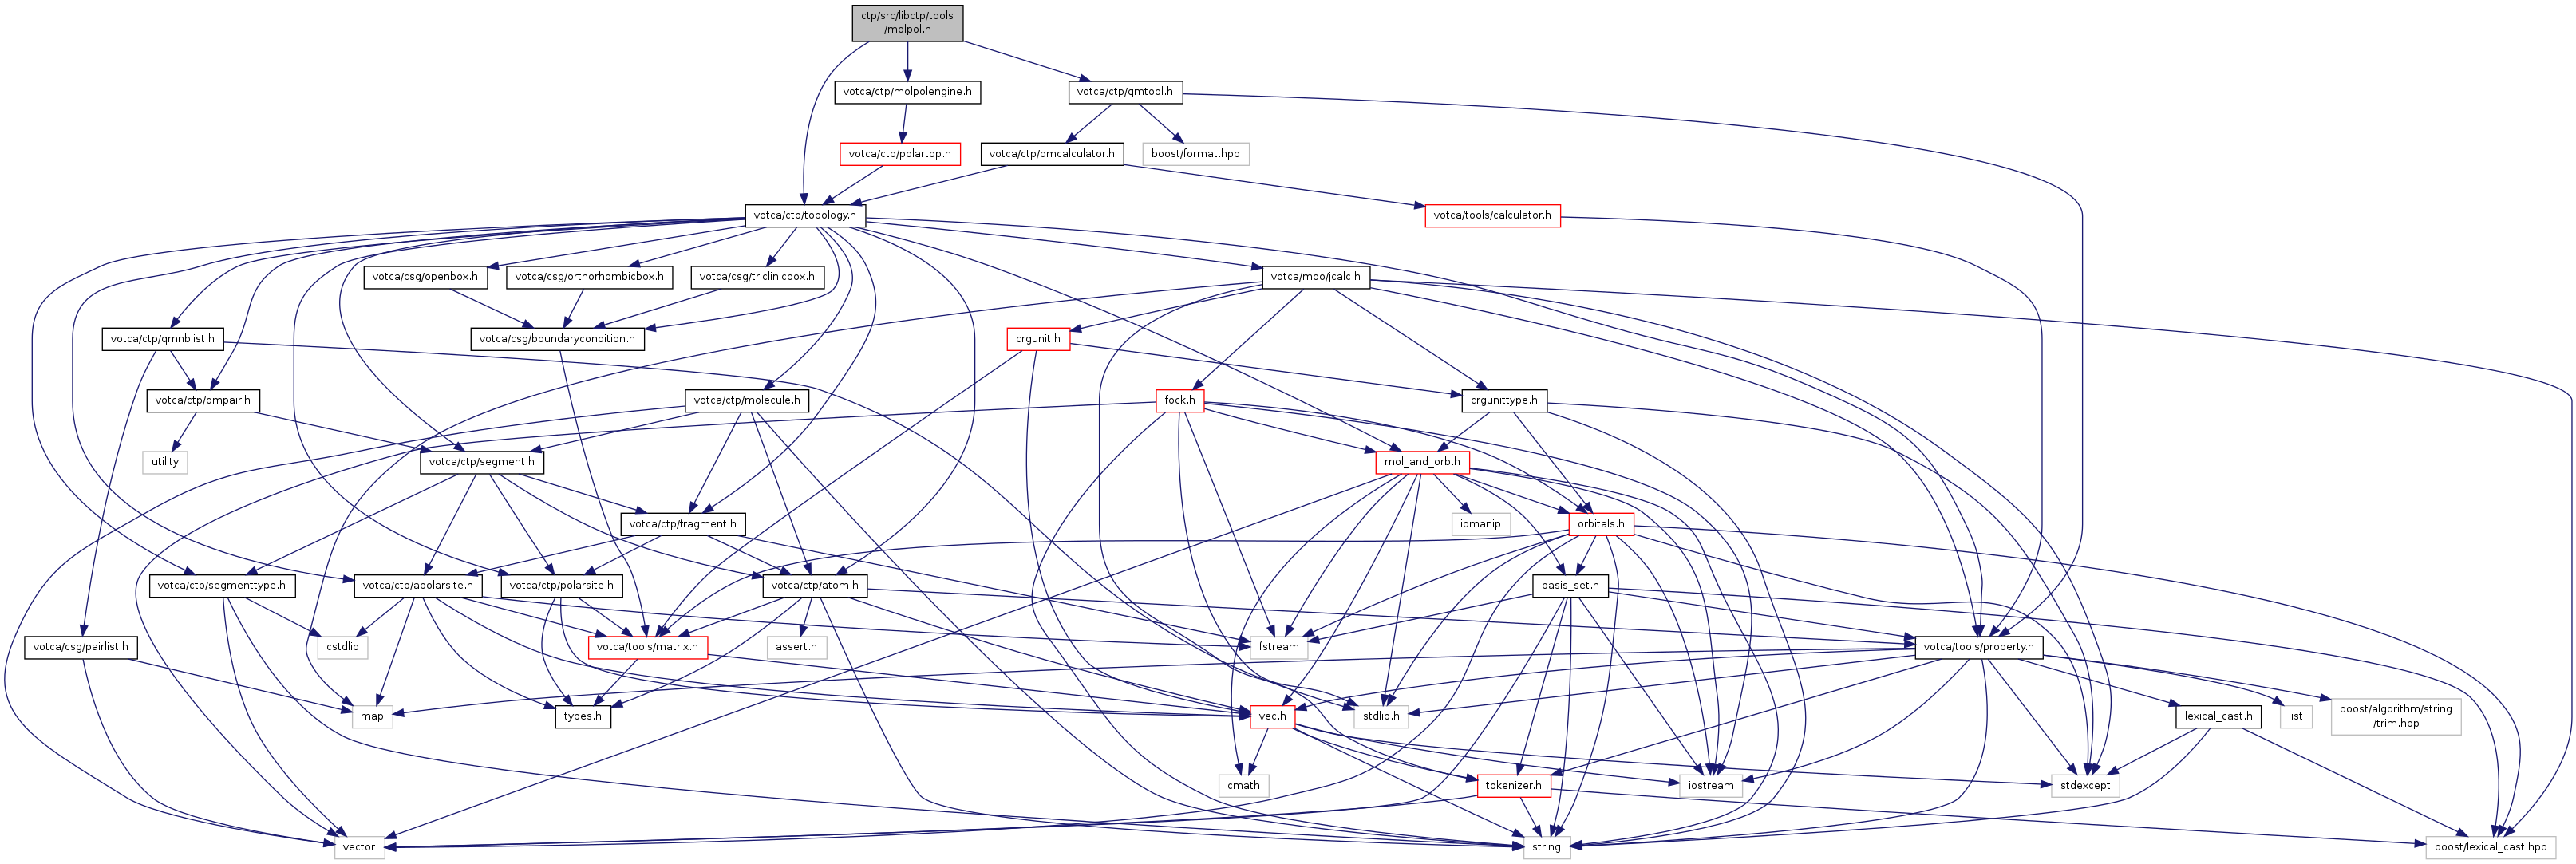 ctp/src/libctp/tools
/molpol.h
votca/ctp/molpolengine.h
votca/ctp/qmtool.h
votca/ctp/polartop.h
votca/ctp/qmcalculator.h
boost/format.hpp
votca/ctp/topology.h
votca/tools/calculator.h
votca/csg/openbox.h
votca/csg/orthorhombicbox.h
votca/csg/triclinicbox.h
votca/moo/jcalc.h
votca/ctp/qmnblist.h
votca/csg/boundarycondition.h
crgunit.h
votca/ctp/qmpair.h
votca/ctp/molecule.h
fock.h
crgunittype.h
utility
votca/ctp/segment.h
mol_and_orb.h
votca/ctp/fragment.h
iomanip
orbitals.h
votca/ctp/segmenttype.h
votca/ctp/apolarsite.h
votca/ctp/polarsite.h
votca/ctp/atom.h
basis_set.h
votca/csg/pairlist.h
cstdlib
votca/tools/matrix.h
assert.h
fstream
votca/tools/property.h
map
types.h
vec.h
stdlib.h
lexical_cast.h
list
boost/algorithm/string
/trim.hpp
cmath
tokenizer.h
iostream
stdexcept
vector
string
boost/lexical_cast.hpp